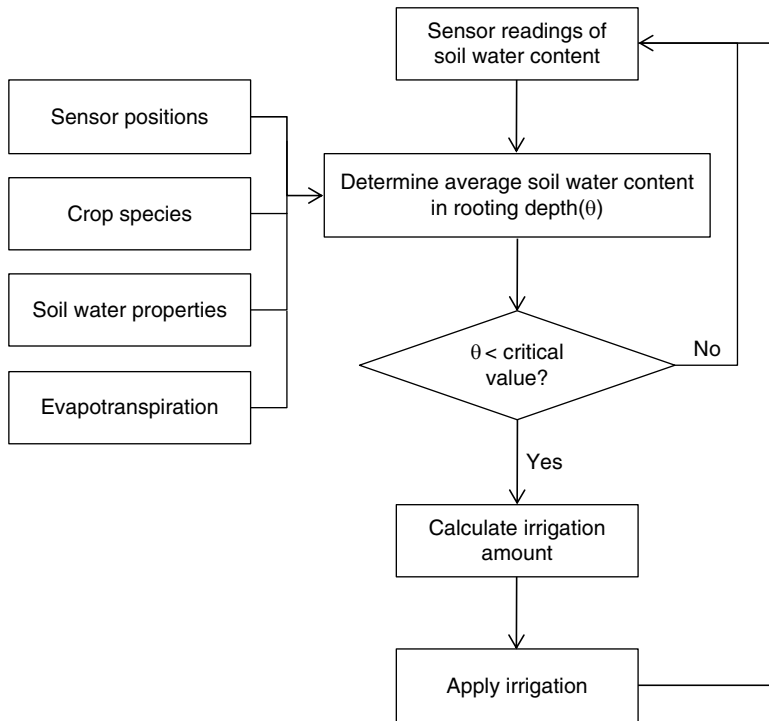 Sensor readings of
soil water content
Sensor positions
Determine average soil water content
in rooting depth(θ)
Crop species
Soil water properties
θ < critical
value?
No
Evapotranspiration
Yes
Calculate irrigation
amount
Apply irrigation